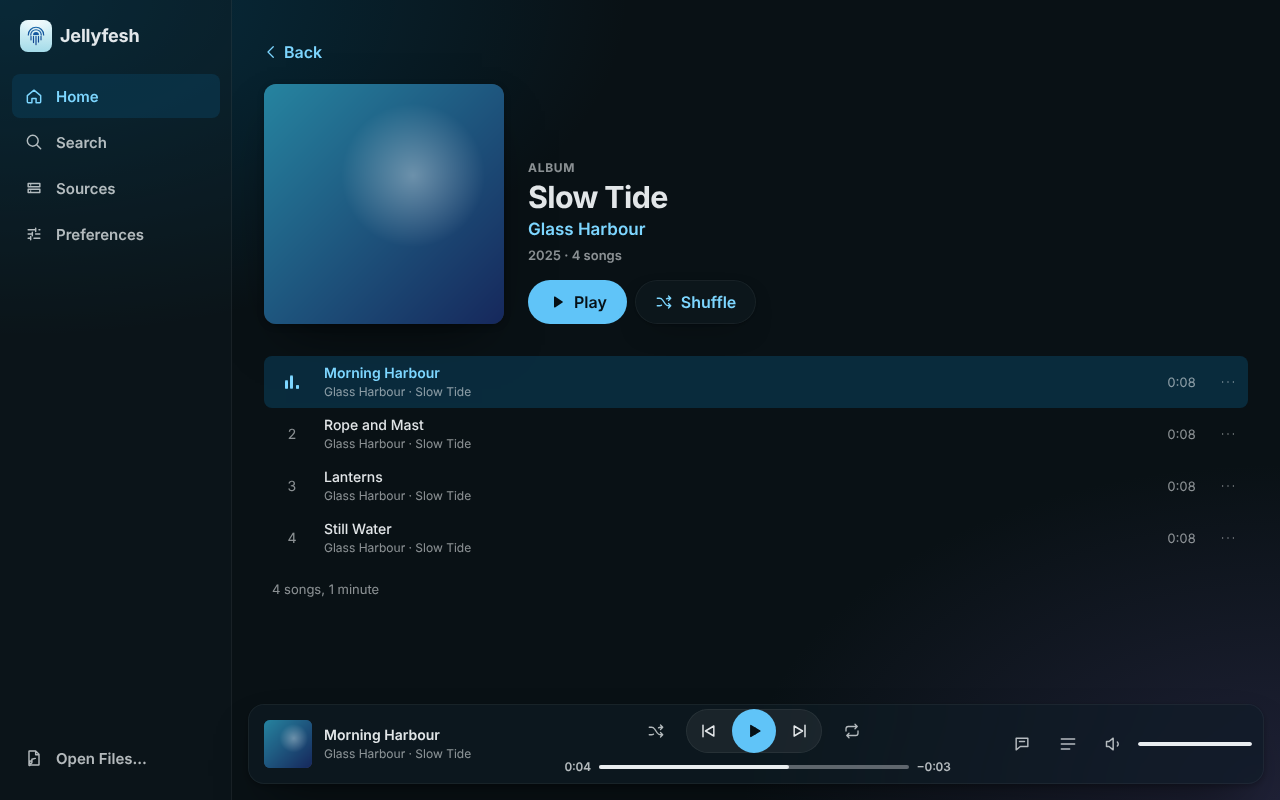 Jellyfesh
Home
Search
Sources
Preferences
Open Files...
Back
ALBUM
Slow Tide
Glass Harbour
2025 · 4 songs
Play
Shuffle
Morning Harbour
Glass Harbour · Slow Tide
0:08
2
Rope and Mast
Glass Harbour · Slow Tide
0:08
3
Lanterns
Glass Harbour · Slow Tide
0:08
4
Still Water
Glass Harbour · Slow Tide
0:08
4 songs, 1 minute
Morning Harbour
Glass Harbour · Slow Tide
0:04
−0:03